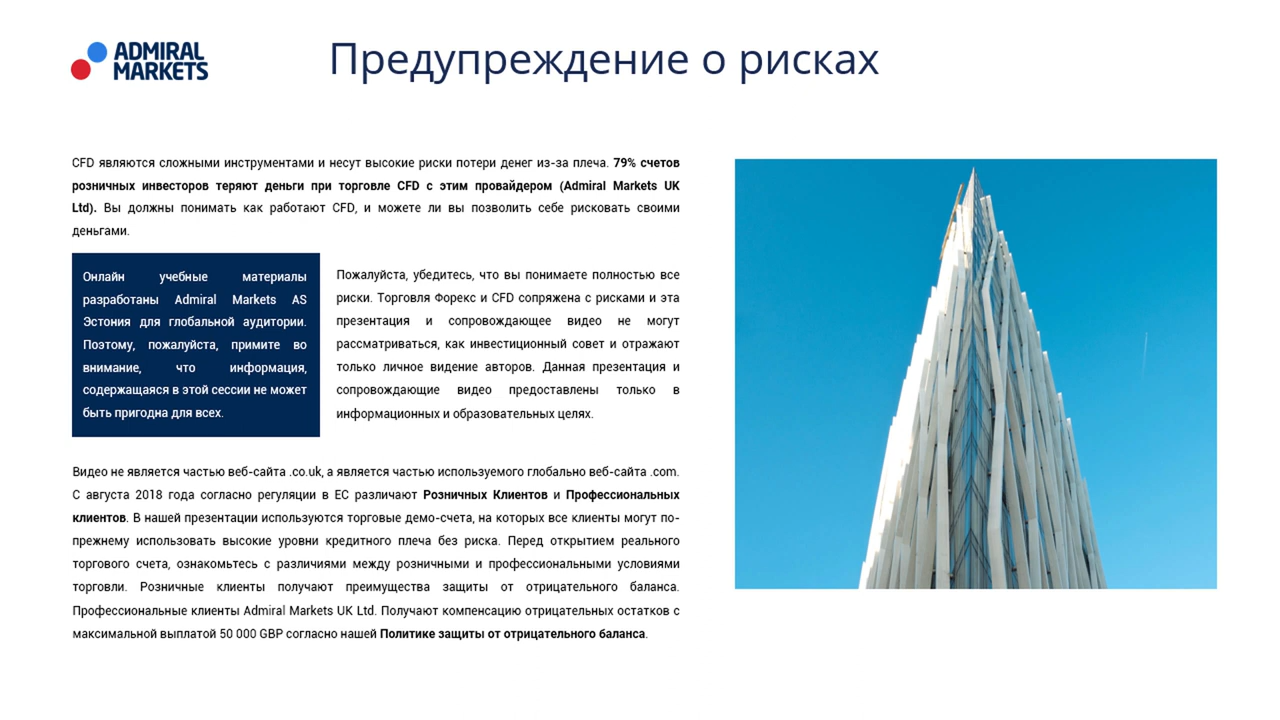 ADMIRAL
MARKETS
Предупреждение о рисках
CFD являются сложными инструментами и несут высокие риски потери денег из-за плеча. 79% счетов
розничных инвесторов теряют деньги при торговле CFD с этим провайдером (Admiral Markets UK
Ltd). Вы должны понимать как работают CFD, и можете ли вы позволить себе рисковать своими
деньгами.
Онлайн учебные материалы
разработаны Admiral Markets AS
Эстония для глобальной аудитории.
Поэтому, пожалуйста, примите во
внимание, что информация,
содержащаяся в этой сессии не может
быть пригодна для всех.
Пожалуйста, убедитесь, что вы понимаете полностью все
риски. Торговля Форекс и CFD сопряжена с рисками и эта
презентация и сопровождающее видео не могут
рассматриваться, как инвестиционный совет и отражают
только личное видение авторов. Данная презентация и
сопровождающие видео предоставлены только в
информационных и образовательных целях.
Видео не является частью веб-сайта .co.uk, а является частью используемого глобально веб-сайта .com.
С августа 2018 года согласно регуляции в ЕС различают Розничных Клиентов и Профессиональных
клиентов. В нашей презентации используются торговые демо-счета, на которых все клиенты могут по-
прежнему использовать высокие уровни кредитного плеча без риска. Перед открытием реального
торгового счета, ознакомьтесь с различиями между розничными и профессиональными условиями
торговли. Розничные клиенты получают преимущества защиты от отрицательного баланса.
Профессиональные клиенты Admiral Markets UK Ltd. Получают компенсацию отрицательных остатков с
максимальной выплатой 50 000 GBP согласно нашей Политике защиты от отрицательного баланса.